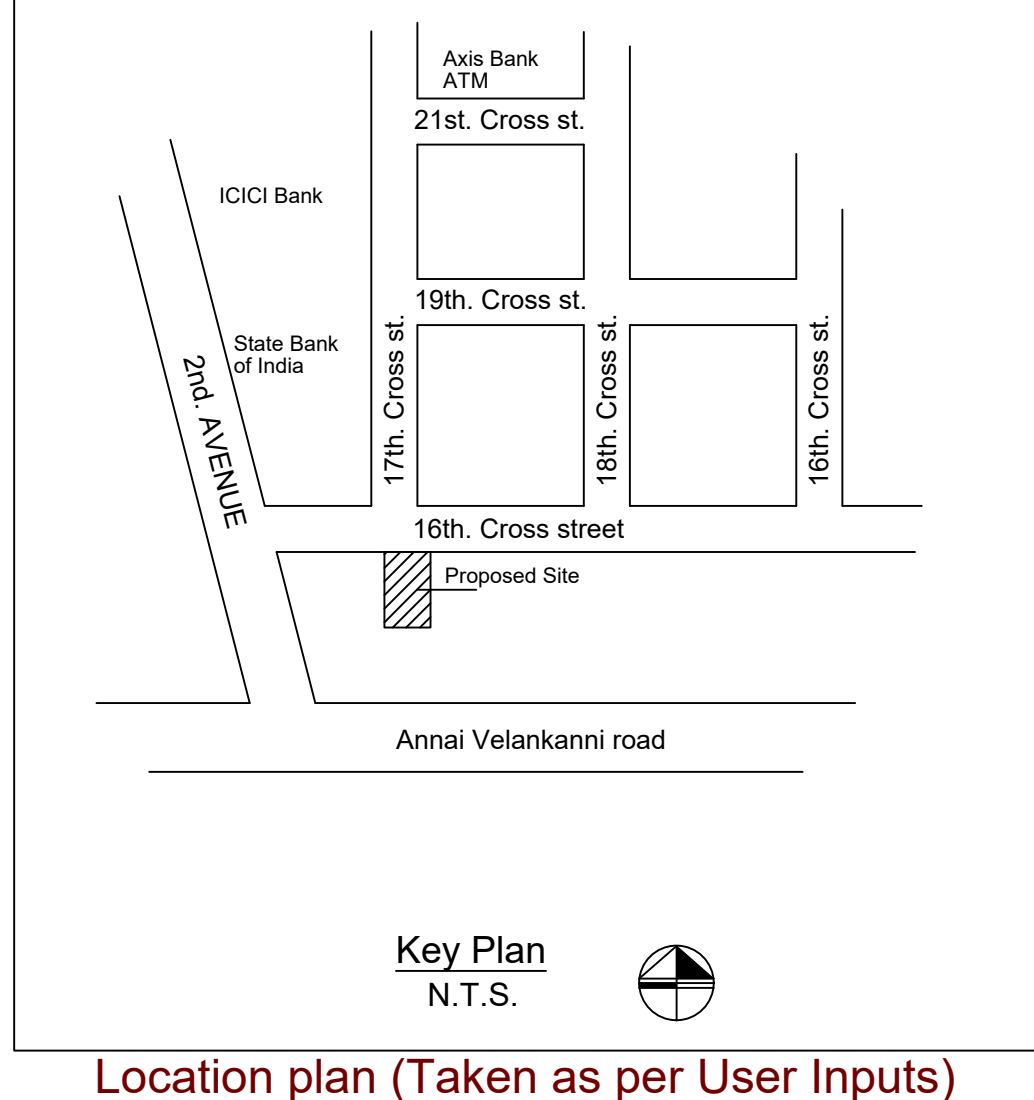 Axis Bank
ATM
21st. Cross st.
ICICI Bank
19th. Cross st.
State Bank
of India
2nd. AVENUE
17th. Cross st.
18th. Cross st.
16th. Cross st.
16th. Cross street
Proposed Site
Annai Velankanni road
Key Plan
N.T.S.
Location plan (Taken as per User Inputs)